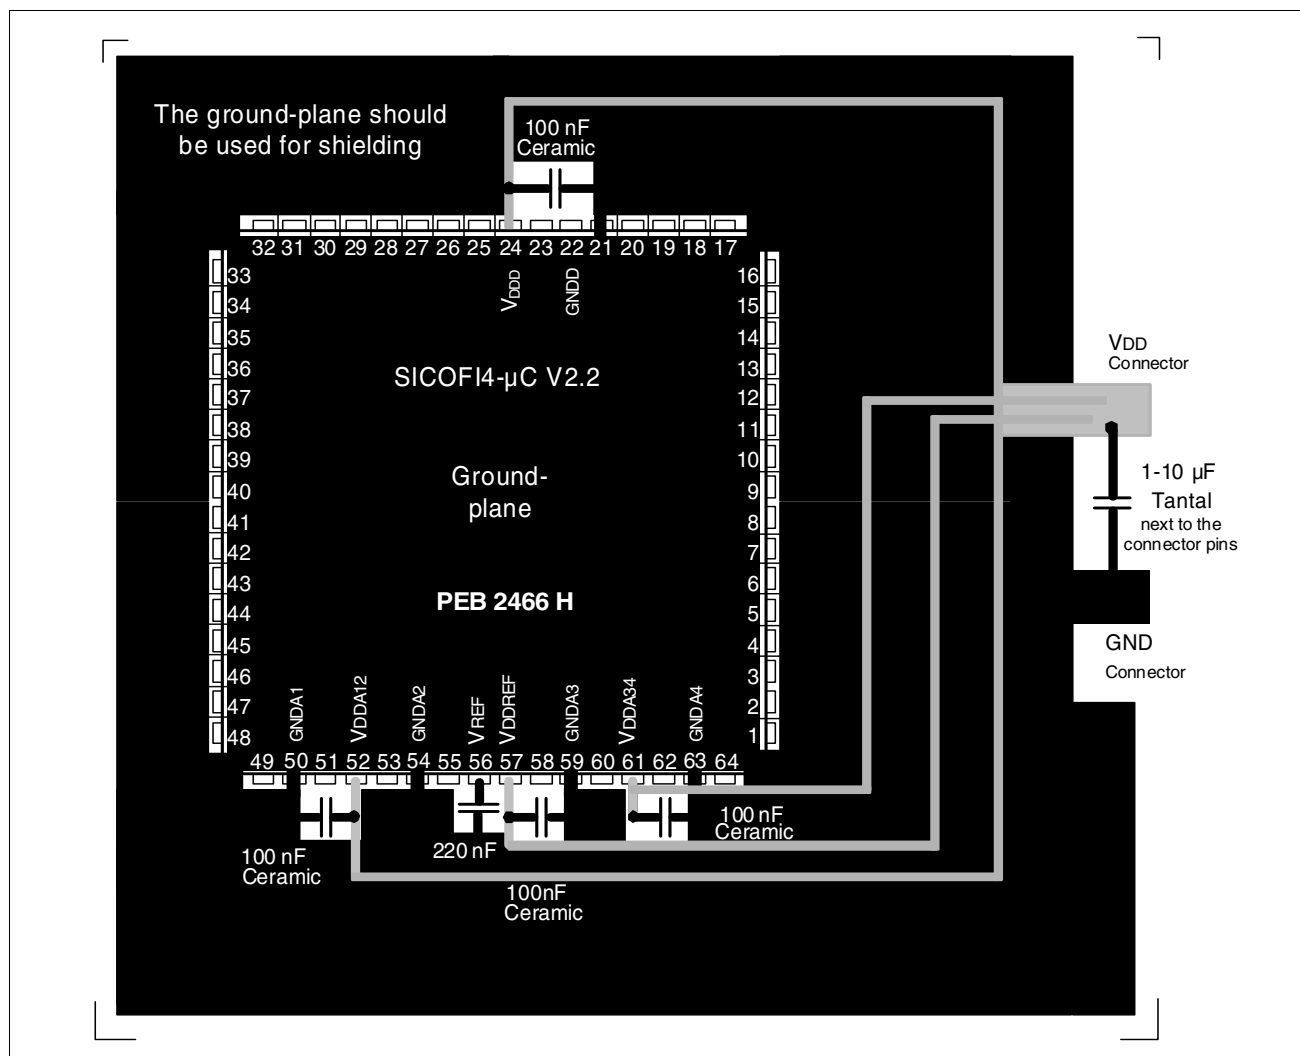 The ground-plane should
be used for shielding
100 nF
Ceramic
32 31 30 29 28 27 26 25 24 23 22 21 20 19 18 17
VDDD
GNDD
33
34
35
36
37
38
39
40
41
42
43
44
45
46
47
48
16
15
14
13
12
11
10
9
8
7
6
5
4
3
2
1
SICOFI4-µC V2.2
Ground-
plane
PEB 2466 H
VDD
Connector
1-10 µF
Tantal
next to the
connector pins
GND
Connector
GNDA1
VDDA12
GNDA2
VREF
VDDREF
GNDA3
VDDA34
GNDA4
49 50 51 52 53 54 55 56 57 58 59 60 61 62 63 64
100 nF
Ceramic
220 nF
100nF
Ceramic
100 nF
Ceramic